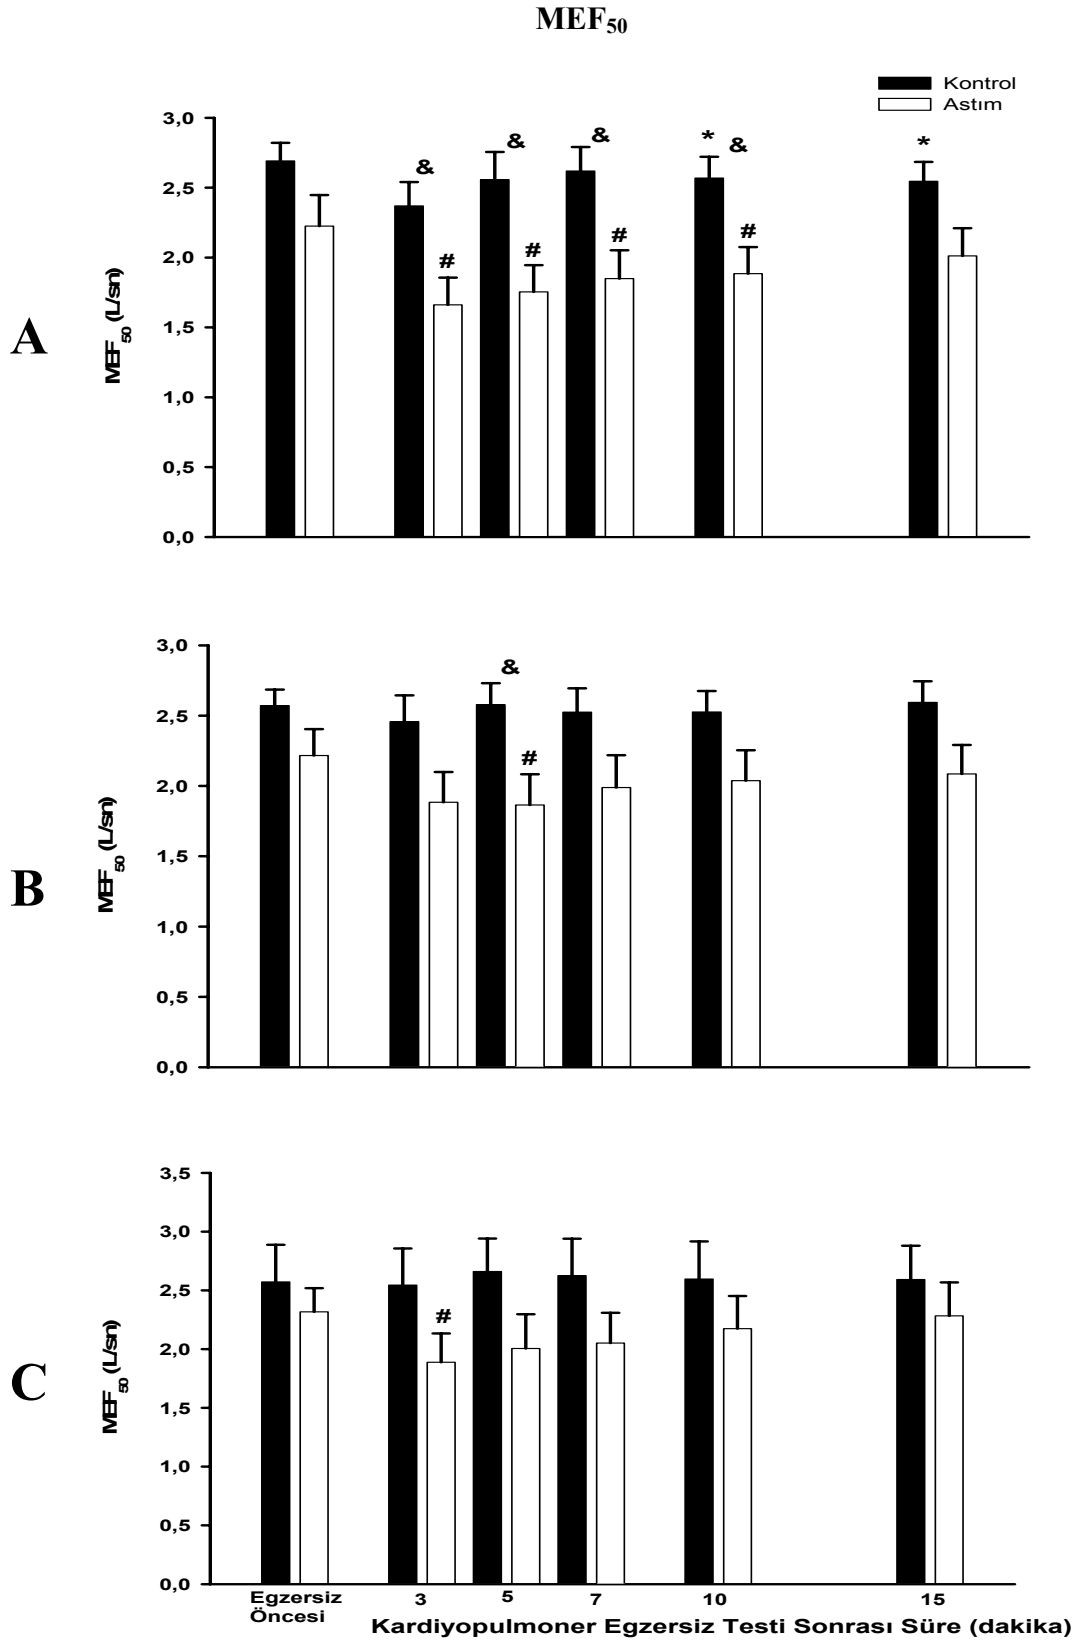 MEF50
Kontrol
Astım
A
MEF50 (L/sn)
3,0
2,5
2,0
1,5
1,0
0,5
0,0
&
#
&
#
&
#
*
&
#
*
B
MEF50 (L/sn)
3,0
2,5
2,0
1,5
1,0
0,5
0,0
&
#
C
MEF50 (L/sn)
3,5
3,0
2,5
2,0
1,5
1,0
0,5
0,0
#
Egzersiz
Öncesi
3 5 7 10 15
Kardiyopulmoner Egzersiz Testi Sonrası Süre (dakika)